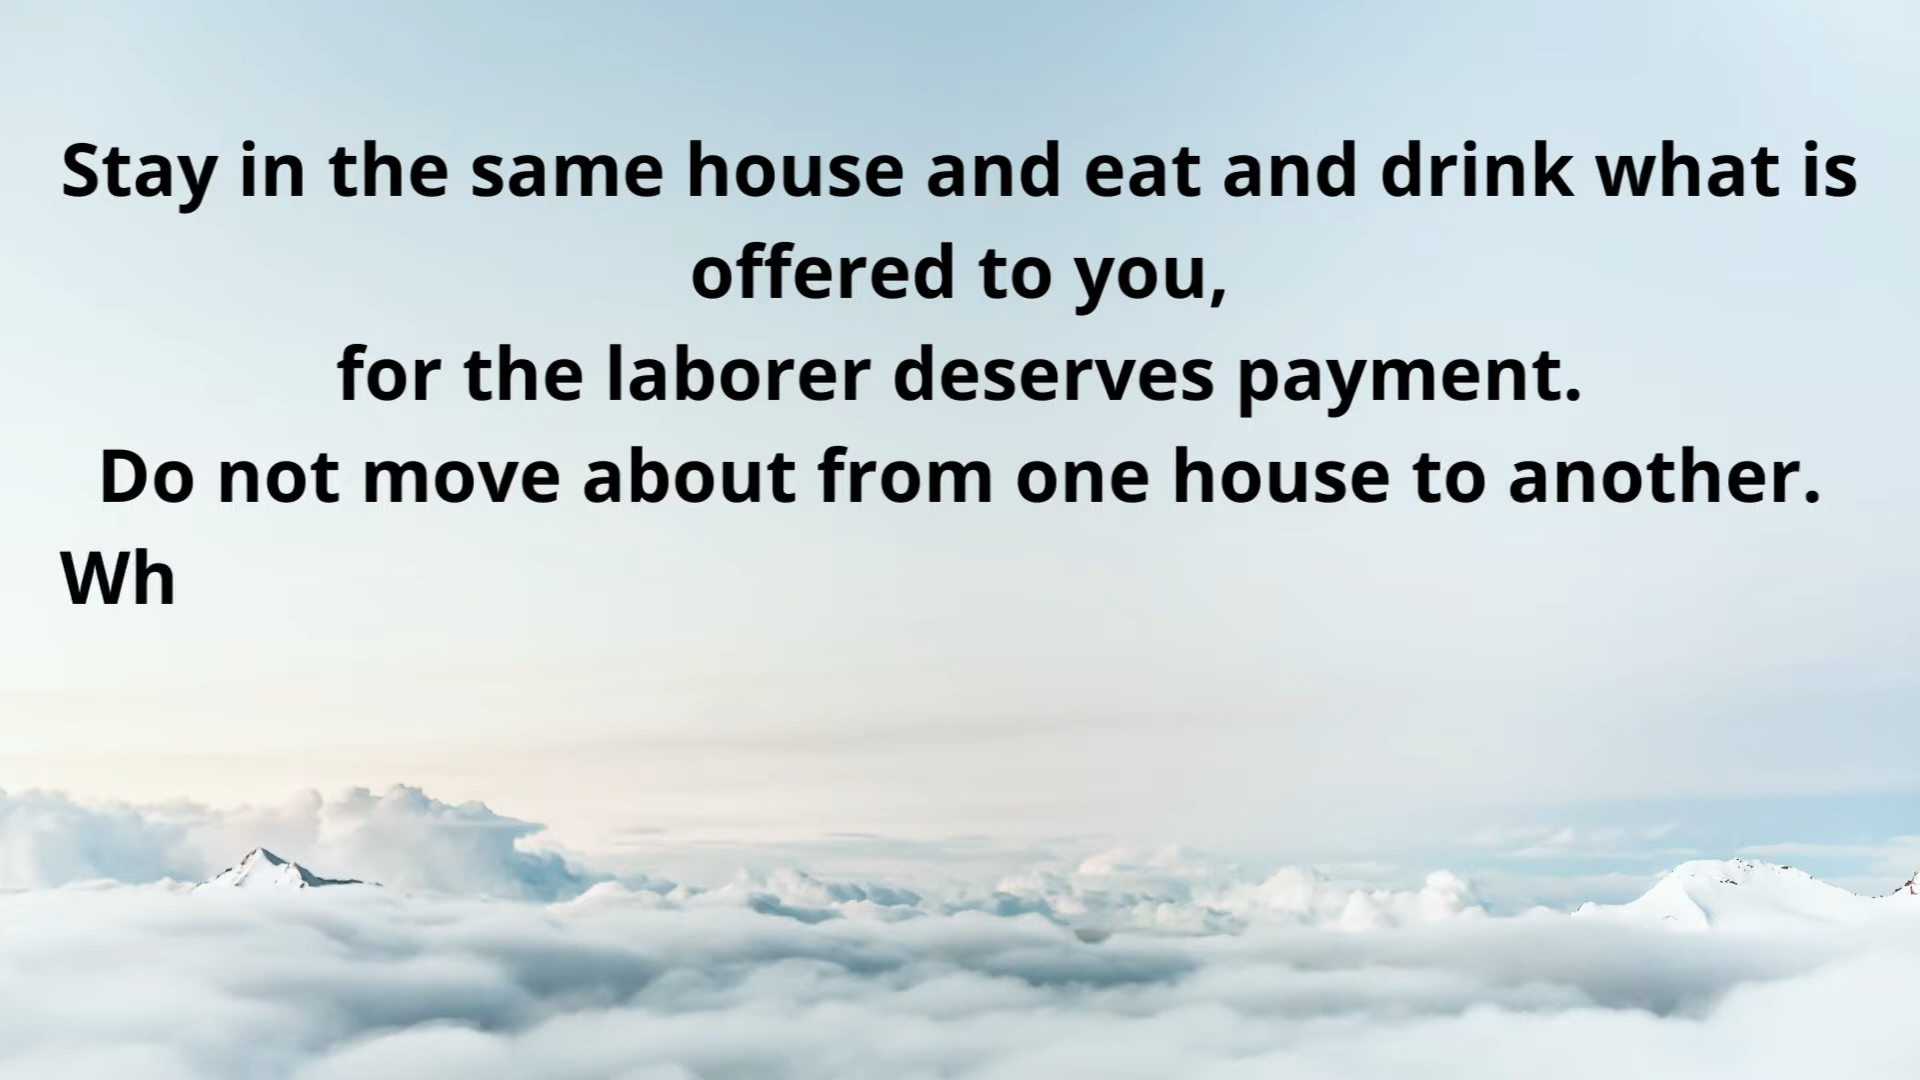 Stay in the same house and eat and drink what is
offered to you,
for the laborer deserves payment.
Do not move about from one house to another.
Wh